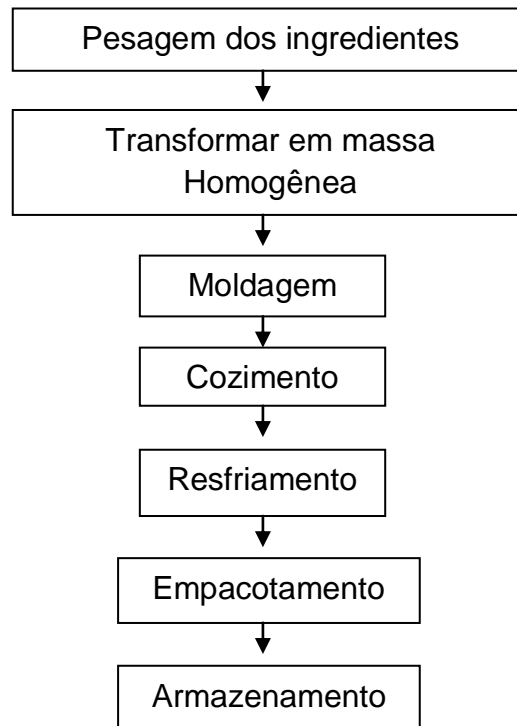 Pesagem dos ingredientes
Transformar em massa
Homogênea
Moldagem
Cozimento
Resfriamento
Empacotamento
Armazenamento